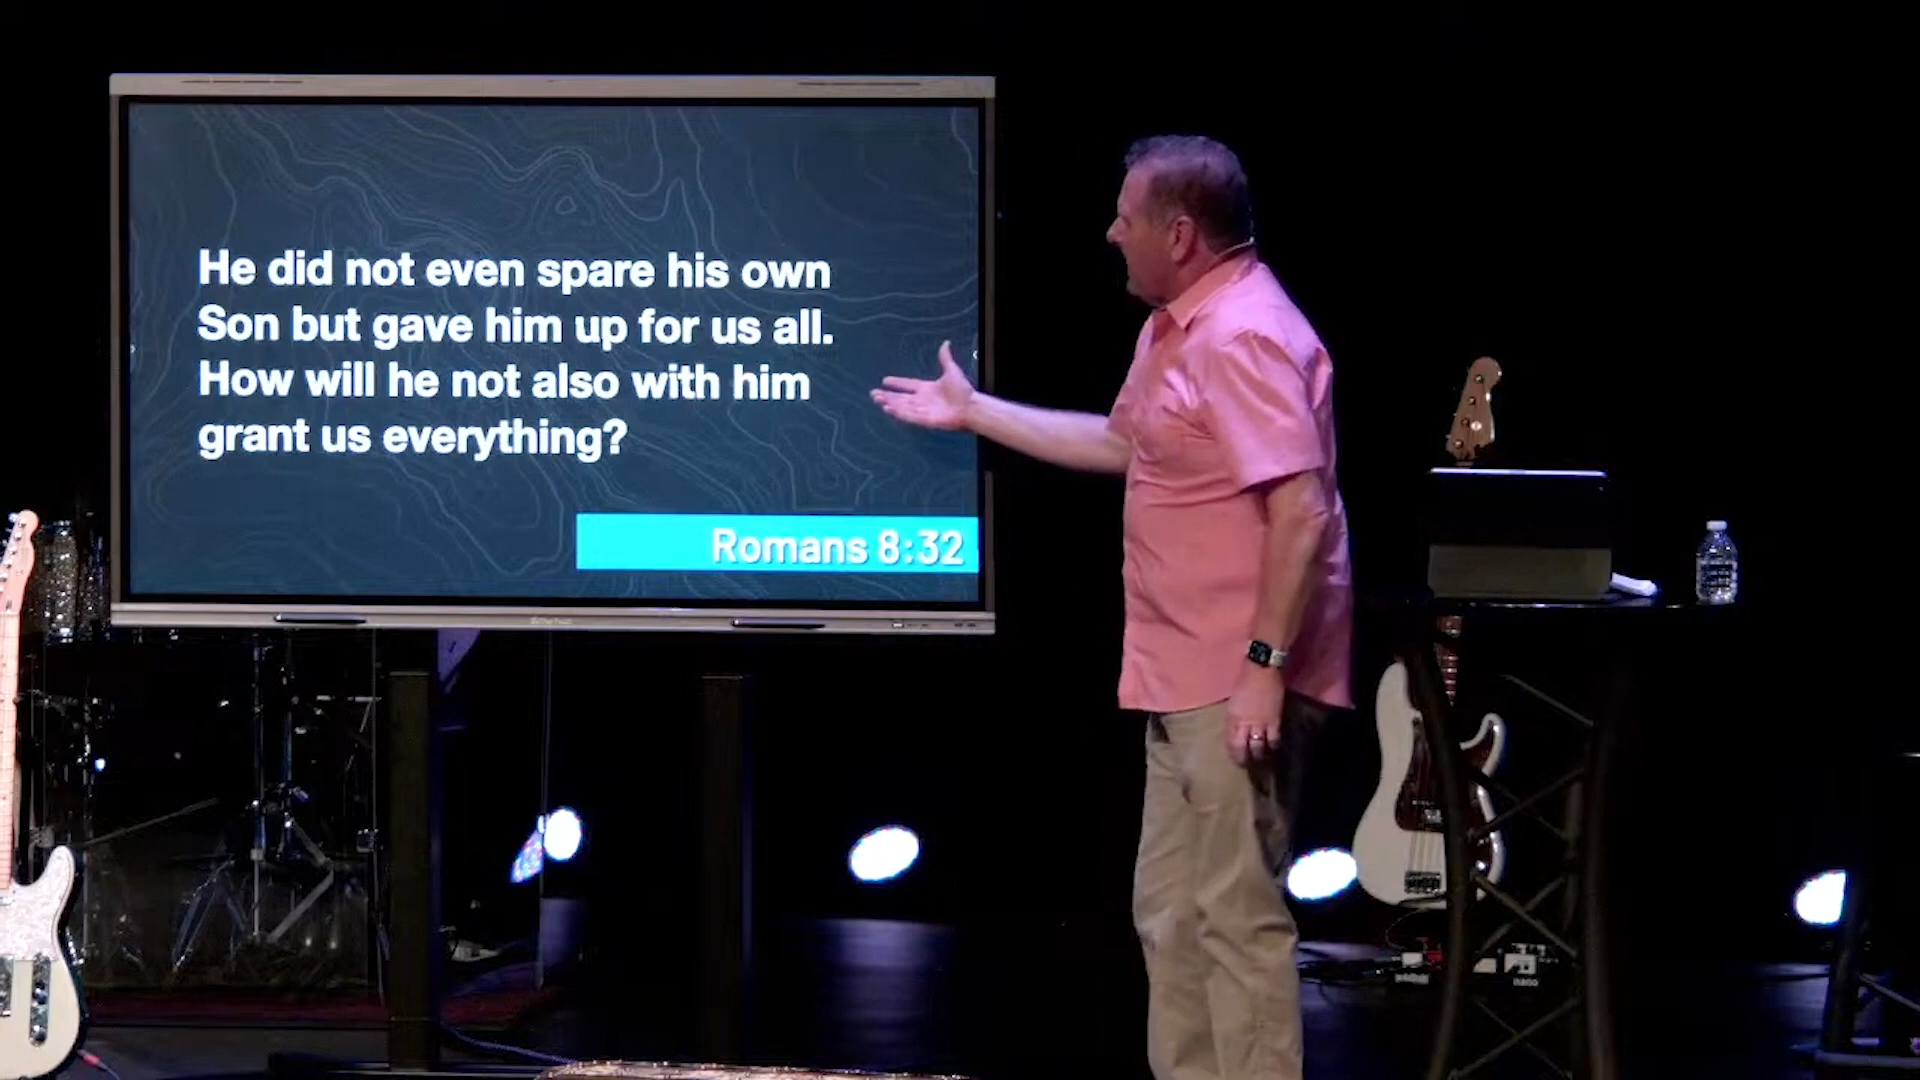 He did not even spare his own
Son but gave him up for us all.
How will he not also with him
grant us everything?
Romans 8:32